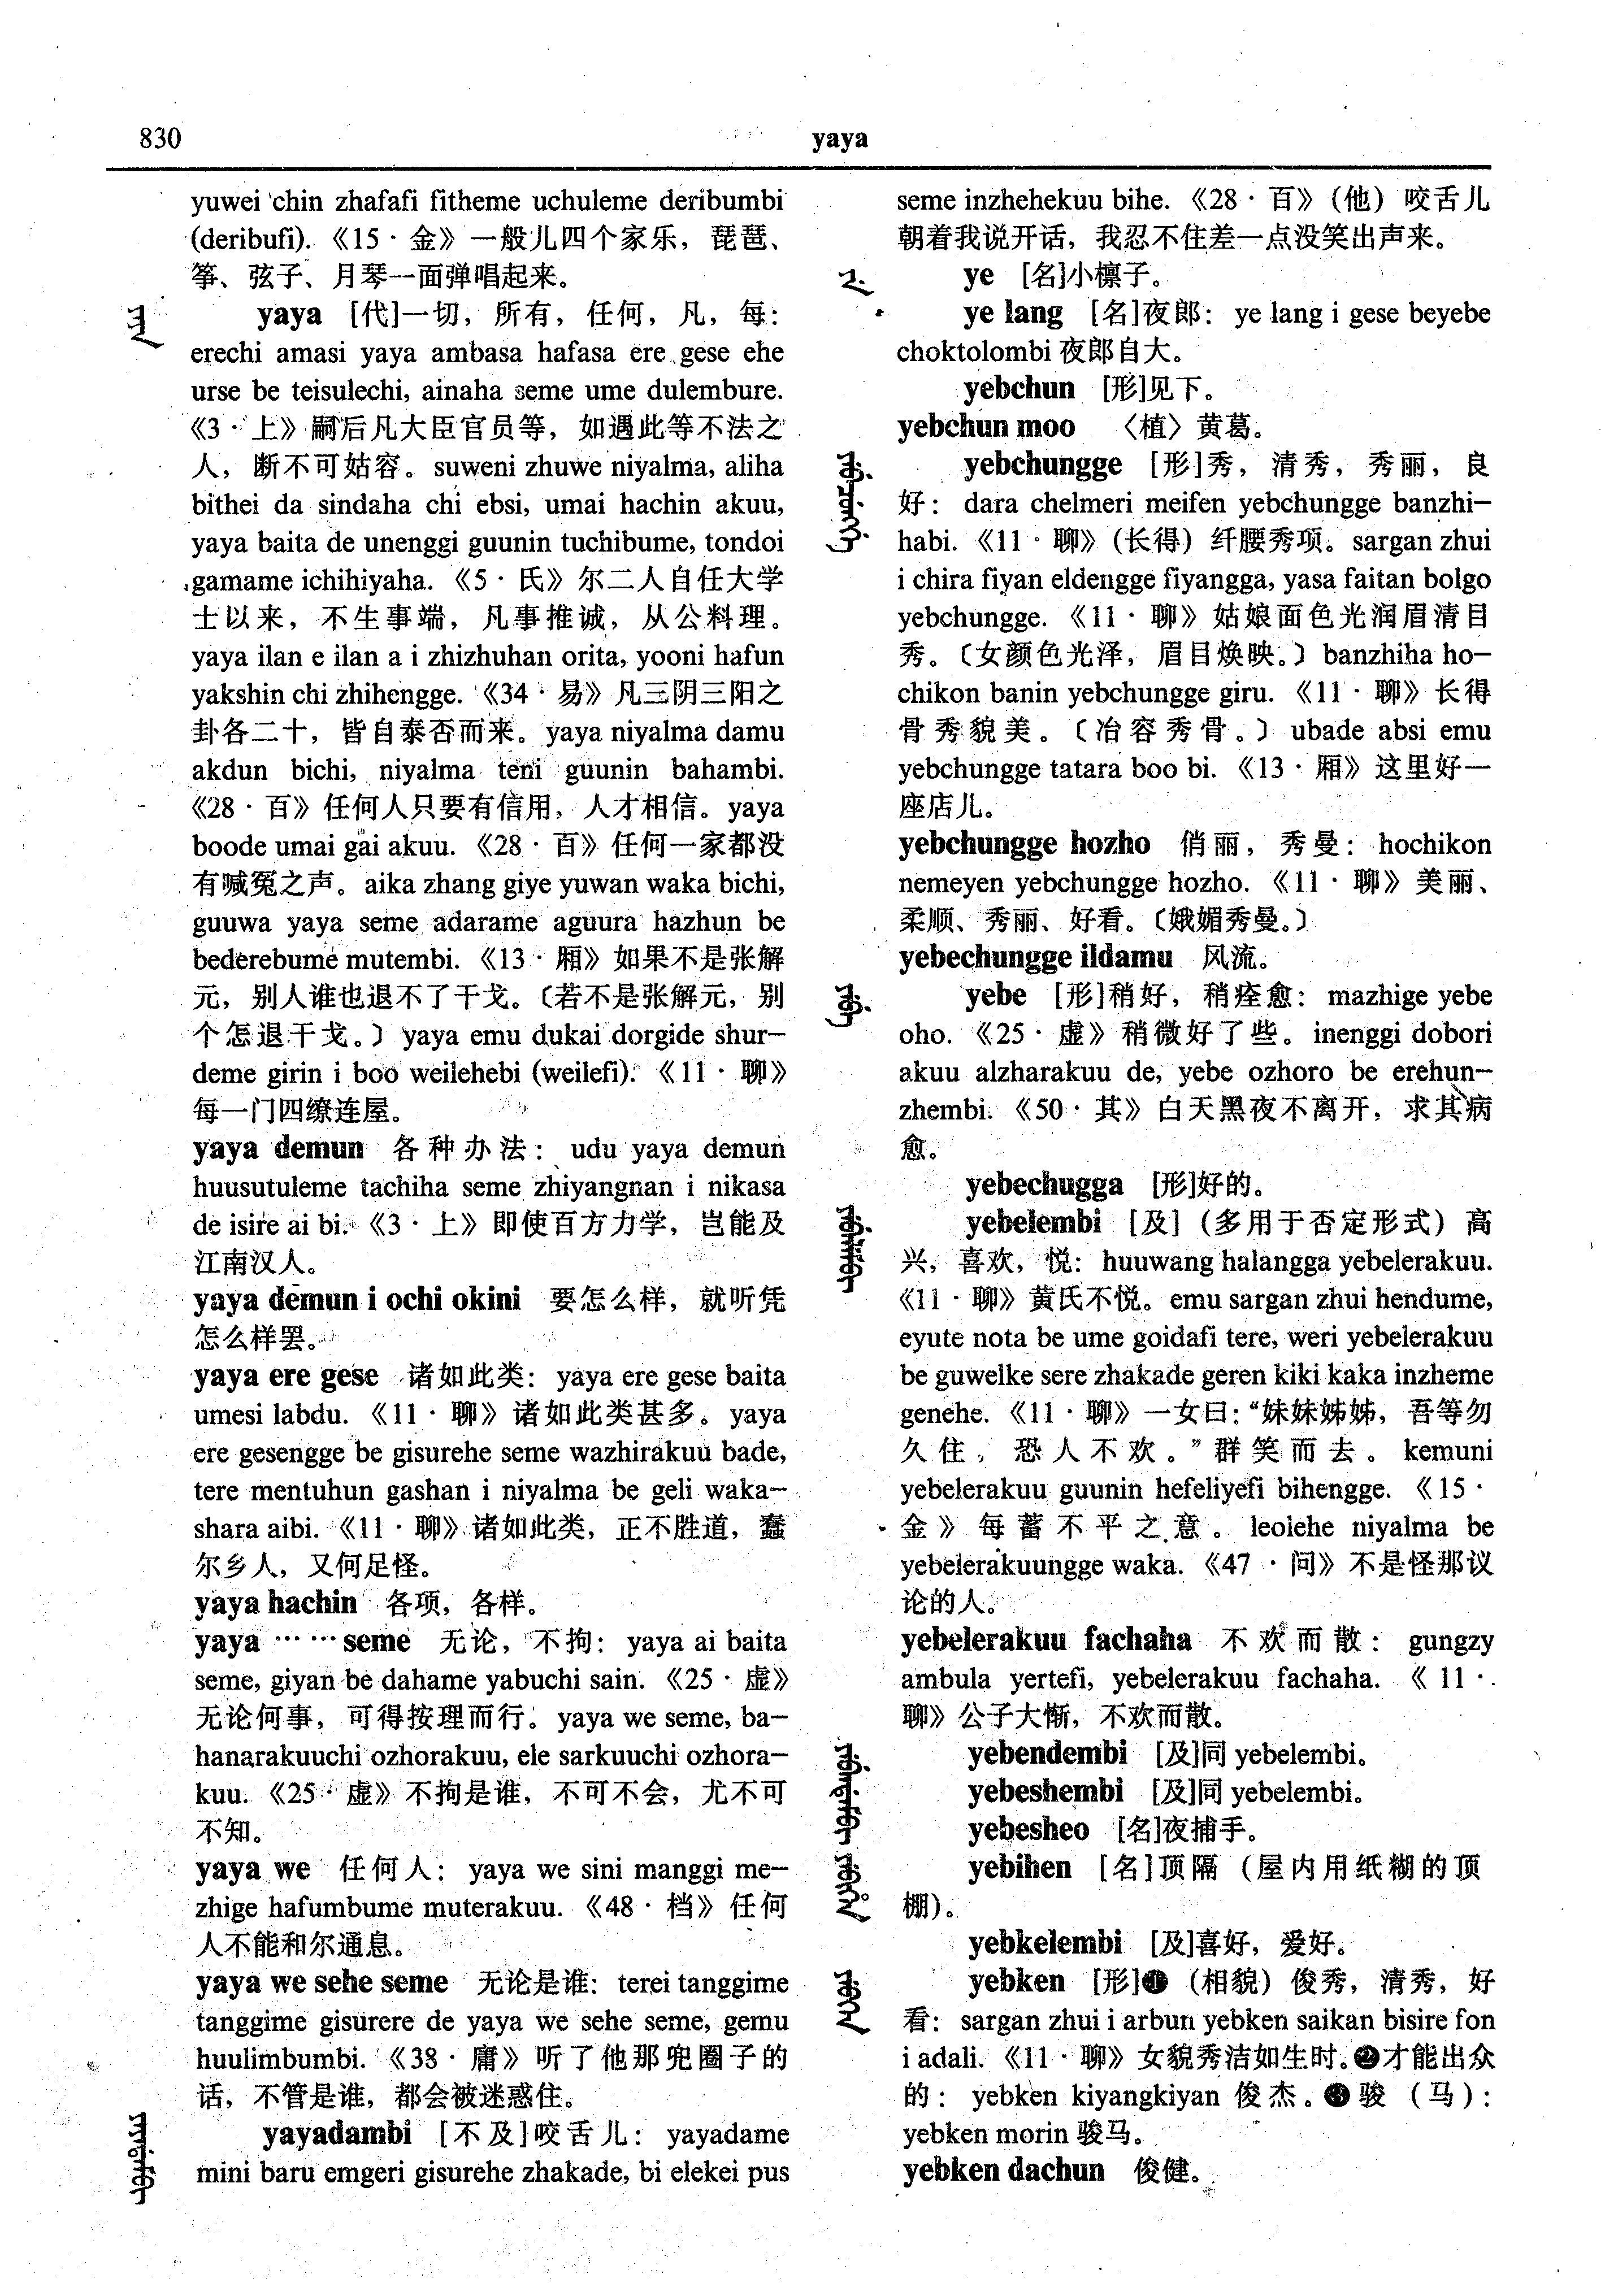 830
yaya
yuwei chin zhafafi fitheme uchuleme deribumbi
(deribufi). 《15・金》一般儿四个家乐，琵琶、
筝、弦子、月琴一面弹唱起来。
yaya [代]一切，所有，任何，凡，每：
erechi amasi yaya ambasa hafasa ere gese ehe
urse be teisulechi, ainaha seme ume dulembure.
《3・上》嗣后凡大臣官员等，如遇此等不法之
人，断不可姑容。suweni zhuwe niyalma, aliha
bithei da sindaha chi ebsi, umai hachin akuu,
yaya baita de unenggi guunin tuchibume, tondoi
gamame ichihiyaha. 《5・氏》尔二人自任大学
士以来，不生事端，凡事推诚，从公料理。
yaya ilan e ilan a i zhizhuhan orita, yooni hafun
yakshin chi zhihengge. 《34・易》凡三阴三阳之
卦各二十，皆自泰否而来。yaya niyalma damu
akdun bichi, niyalma teni guunin bahambi.
《28・百》任何人只要有信用，人才相信。yaya
boode umai gai akuu. 《28・百》任何一家都没
有喊冤之声。aika zhang giye yuwan waka bichi,
guuwa yaya seme adarame aguura hazhun be
bederebume mutembi. 《13・厢》如果不是张解
元，别人谁也退不了干戈。〔若不是张解元，别
个怎退干戈。〕yaya emu dukai dorgide shur-
deme girin i boo weilehebi (weilefi). 《11・聊》
每一门四缭连屋。
yaya demun 各种办法：udu yaya demun
huusutuleme tachiha seme zhiyangnan i nikasa
de isire ai bi. 《3・上》即使百方力学，岂能及
江南汉人。
yaya demun i ochi okini 要怎么样，就听凭
怎么样罢。
yaya ere gese 诸如此类：yaya ere gese baita
umesi labdu. 《11・聊》诸如此类甚多。yaya
ere gesengge be gisurehe seme wazhirakuu bade,
tere mentuhun gashan i niyalma be geli waka-
shara aibi. 《11・聊》诸如此类，正不胜道，蠢
尔乡人，又何足怪。
yaya hachin 各项，各样。
yaya …… seme 无论，不拘：yaya ai baita
seme, giyan be dahame yabuchi sain. 《25・虚》
无论何事，可得按理而行。yaya we seme, ba-
hanarakuuchi ozhorakuu, ele sarkuuchi ozhora-
kuu. 《25・虚》不拘是谁，不可不会，尤不可
不知。
yaya we 任何人：yaya we sini manggi me-
zhige hafumbume muterakuu. 《48・档》任何
人不能和尔通息。
yaya we sehe seme 无论是谁：terei tanggime
tanggime gisurere de yaya we sehe seme, gemu
huulimbumbi. 《38・庸》听了他那兜圈子的
话，不管是谁，都会被迷惑住。
yayadambi [不及]咬舌儿：yayadame
mini baru emgeri gisurehe zhakade, bi elekei pus
seme inzhehekuu bihe. 《28・百》（他）咬舌儿
朝着我说开话，我忍不住差一点没笑出声来。
ye [名]小檩子。
ye lang [名]夜郎：ye lang i gese beyebe
choktolombi 夜郎自大。
yebchun [形]见下。
yebchun moo 〈植〉黄葛。
yebchungge [形]秀，清秀，秀丽，良
好：dara chelmeri meifen yebchungge banzhi-
habi. 《11・聊》（长得）纤腰秀项。sargan zhui
i chira fiyan eldengge fiyangga, yasa faitan bolgo
yebchungge. 《11・聊》姑娘面色光润眉清目
秀。〔女颜色光泽，眉目焕映。〕banzhiha ho-
chikon banin yebchungge giru. 《11・聊》长得
骨秀貌美。〔冶容秀骨。〕ubade absi emu
yebchungge tatara boo bi. 《13・厢》这里好一
座店儿。
yebchungge hozho 俏丽，秀曼：hochikon
nemeyen yebchungge hozho. 《11・聊》美丽、
柔顺、秀丽、好看。〔娥媚秀曼。〕
yebechungge ildamu 风流。
yebe [形]稍好，稍痊愈：mazhige yebe
oho. 《25・虚》稍微好了些。inenggi dobori
akuu alzharakuu de, yebe ozhoro be erehun-
zhembi. 《50・其》白天黑夜不离开，求其病
愈。
yebechugga [形]好的。
yebelembi [及]（多用于否定形式）高
兴，喜欢，悦：huuwang halangga yebelerakuu.
《11・聊》黄氏不悦。emu sargan zhui hendume,
eyute nota be ume goidafi tere, weri yebelerakuu
be guwelke sere zhakade geren kiki kaka inzheme
genehe. 《11・聊》一女曰：“妹妹姊姊，吾等勿
久住，恐人不欢。”群笑而去。kemuni
yebelerakuu guunin hefeliyefi bihengge. 《15・
金》每蓄不平之意。leolehe niyalma be
yebelerakuungge waka. 《47・问》不是怪那议
论的人。
yebelerakuu fachaha 不欢而散：gungzy
ambula yertefi, yebelerakuu fachaha. 《11・
聊》公子大惭，不欢而散。
yebendembi [及]同 yebelembi。
yebeshembi [及]同 yebelembi。
yebesheo [名]夜捕手。
yebihen [名]顶隔（屋内用纸糊的顶
棚）。
yebkelembi [及]喜好，爱好。
yebken [形]❶（相貌）俊秀，清秀，好
看：sargan zhui i arbun yebken saikan bisire fon
i adali. 《11・聊》女貌秀洁如生时。❷才能出众
的：yebken kiyangkiyan 俊杰。❸骏（马）：
yebken morin 骏马。
yebken dachun 俊健。